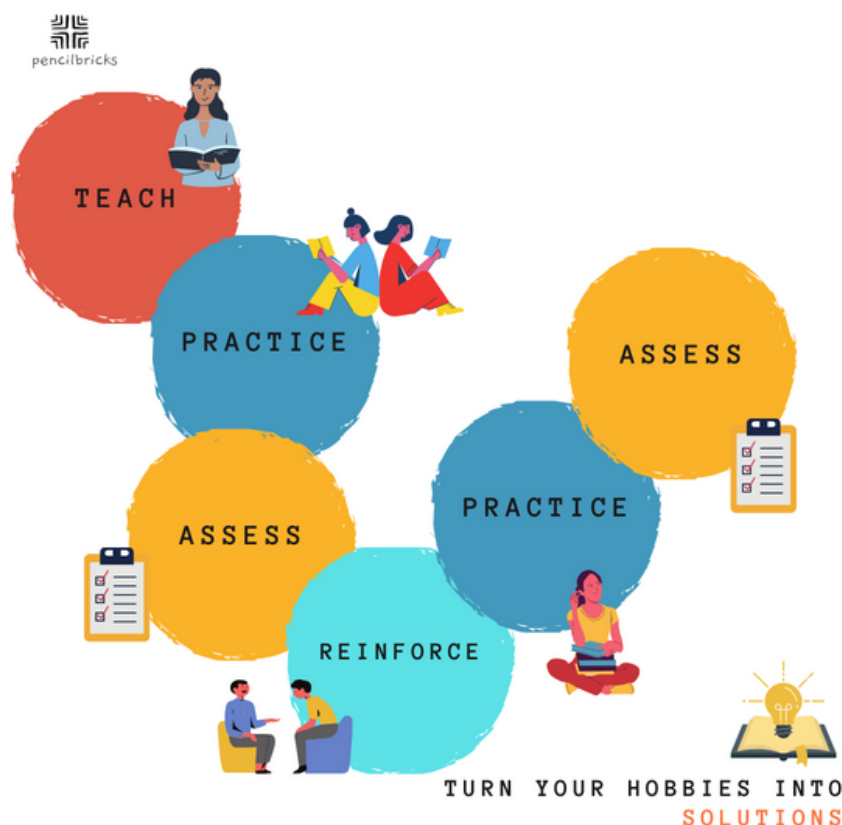 pencilbricks
TEACH
PRACTICE
ASSESS
REINFORCE
PRACTICE
ASSESS
TURN YOUR HOBBIES INTO
SOLUTIONS